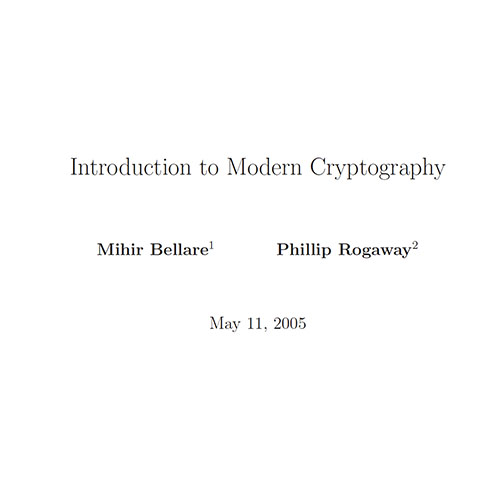 Introduction to Modern Cryptography
Mihir Bellare¹ Phillip Rogaway²
May 11, 2005